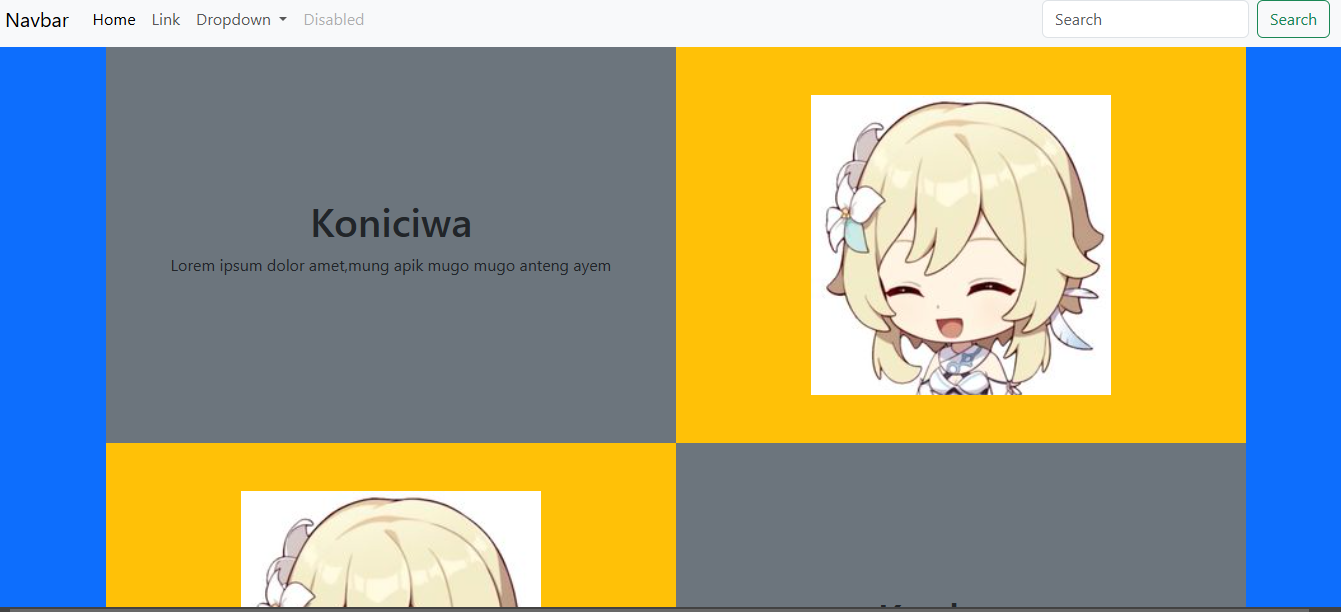 Navbar Home Link Dropdown Disabled Search Search
Koniciwa
Lorem ipsum dolor amet,mung apik mugo mugo anteng ayem